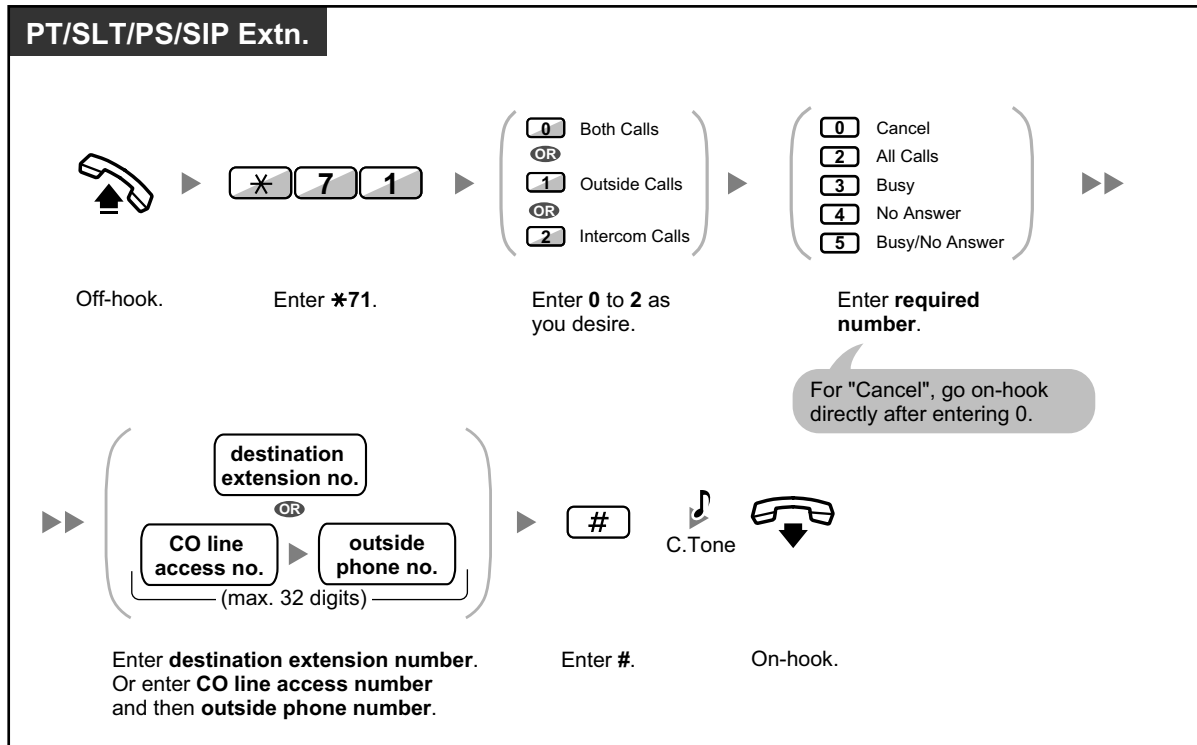 PT/SLT/PS/SIP Extn.
0 Both Calls
OR
1 Outside Calls
OR
2 Intercom Calls
0 Cancel
2 All Calls
3 Busy
4 No Answer
5 Busy/No Answer
✳ 7 1
Off-hook.
Enter ✳71.
Enter 0 to 2 as
you desire.
Enter required
number.
For "Cancel", go on-hook
directly after entering 0.
destination
extension no.
OR
CO line
access no.
outside
phone no.
(max. 32 digits)
#
C.Tone
Enter destination extension number.
Or enter CO line access number
and then outside phone number.
Enter #.
On-hook.